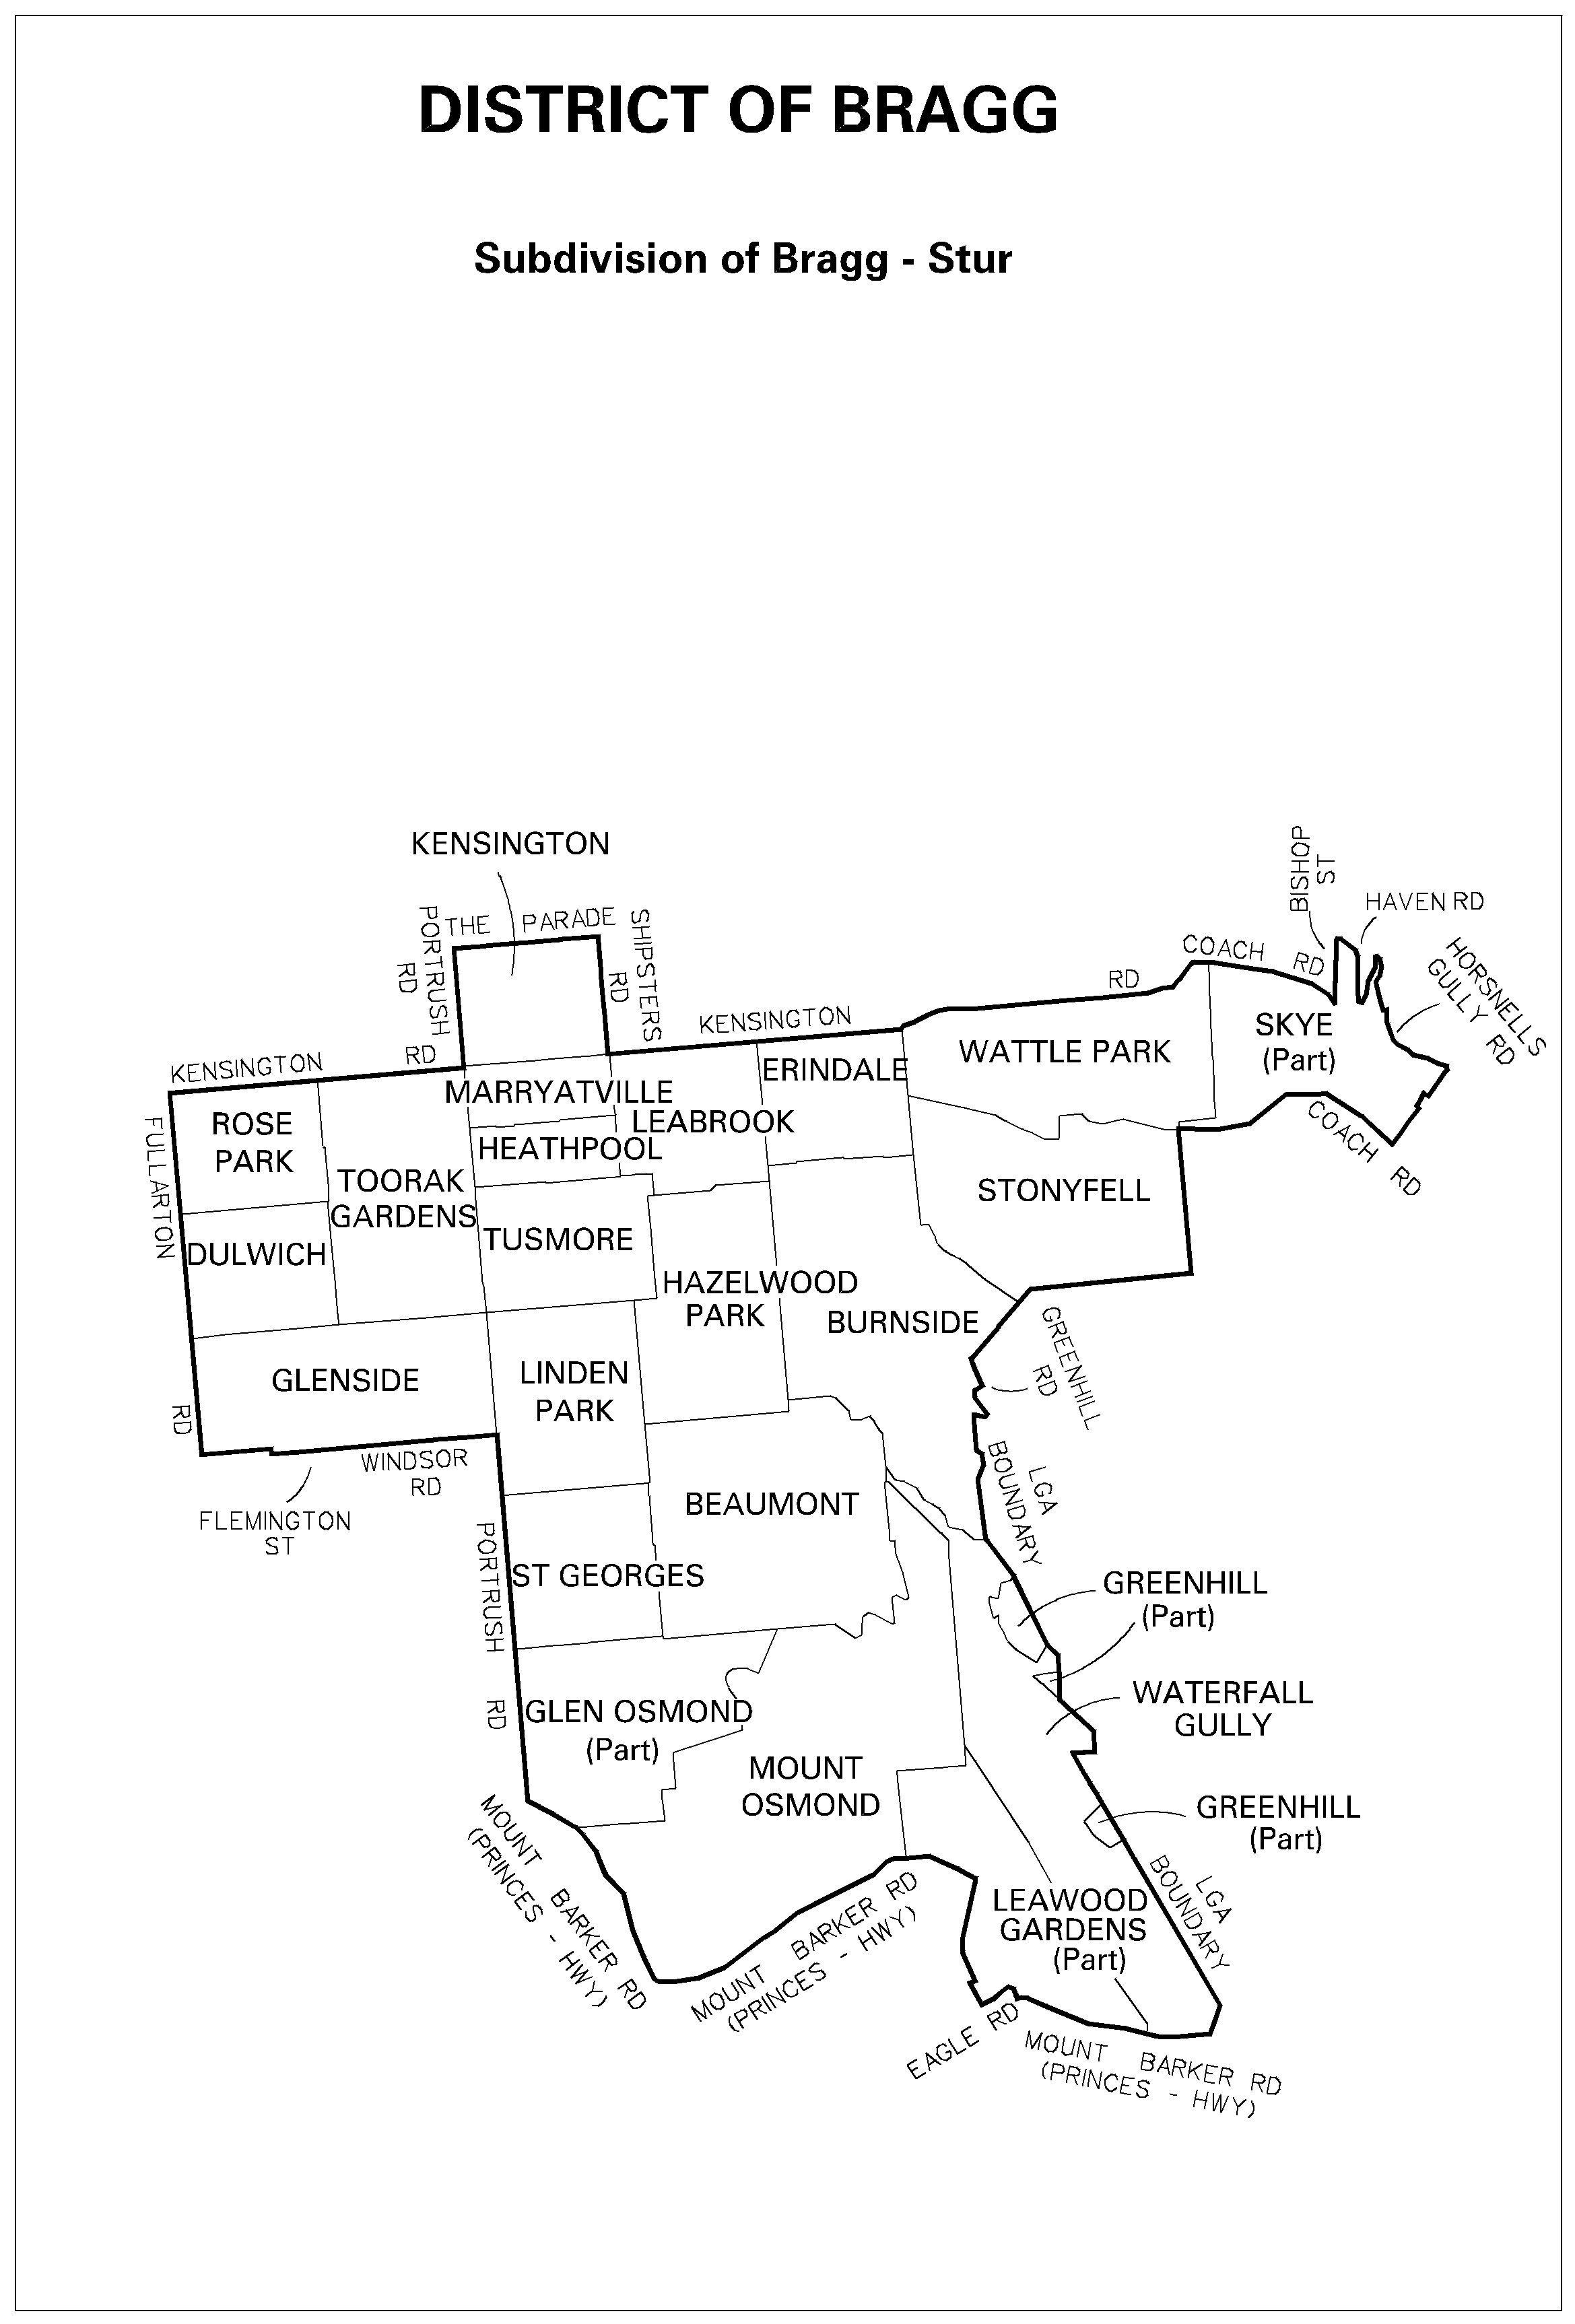 DISTRICT OF BRAGG
Subdivision of Bragg - Stur
KENSINGTON
THE PARADE
PORTRUSH
RD
SHIPSTERS
RD
BISHOP
ST
HAVEN RD
HORSNELLS
GULLY RD
COACH RD
KENSINGTON RD
KENSINGTON RD
SKYE
(Part)
WATTLE PARK
ERINDALE
MARRYATVILLE
LEABROOK
HEATHPOOL
ROSE
PARK
TOORAK
GARDENS
COACH RD
STONYFELL
TUSMORE
DULWICH
FULLARTON RD
HAZELWOOD
PARK
BURNSIDE
GREENHILL
RD
GLENSIDE
LINDEN
PARK
WINDSOR
RD
FLEMINGTON
ST
BEAUMONT
LGA
BOUNDARY
ST GEORGES
PORTRUSH RD
GREENHILL
(Part)
WATERFALL
GULLY
GLEN OSMOND
(Part)
MOUNT
OSMOND
GREENHILL
(Part)
MOUNT BARKER RD
(PRINCES - HWY)
MOUNT BARKER RD
(PRINCES - HWY)
LEAWOOD
GARDENS
(Part)
LGA
BOUNDARY
EAGLE RD
MOUNT BARKER RD
(PRINCES - HWY)